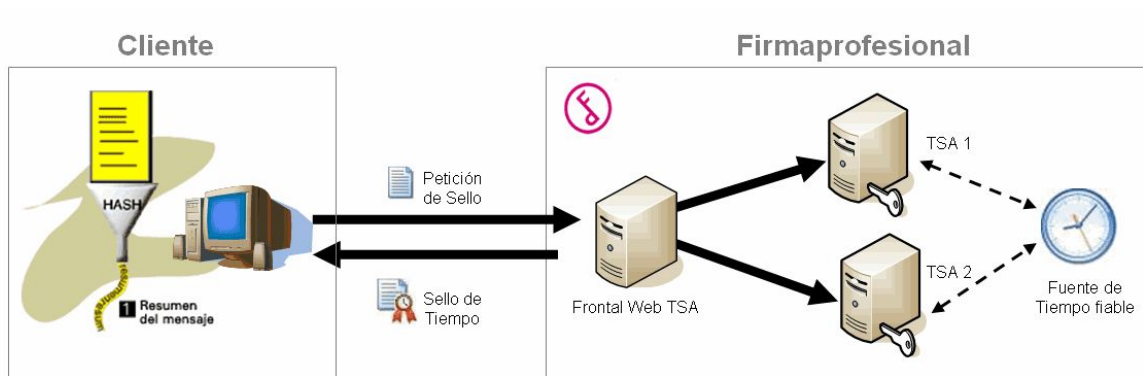 Cliente
Firmaprofesional
HASH
resumenresum
1 Resumen
del mensaje
Petición
de Sello
Sello de
Tiempo
Frontal Web TSA
TSA 1
TSA 2
Fuente de
Tiempo fiable